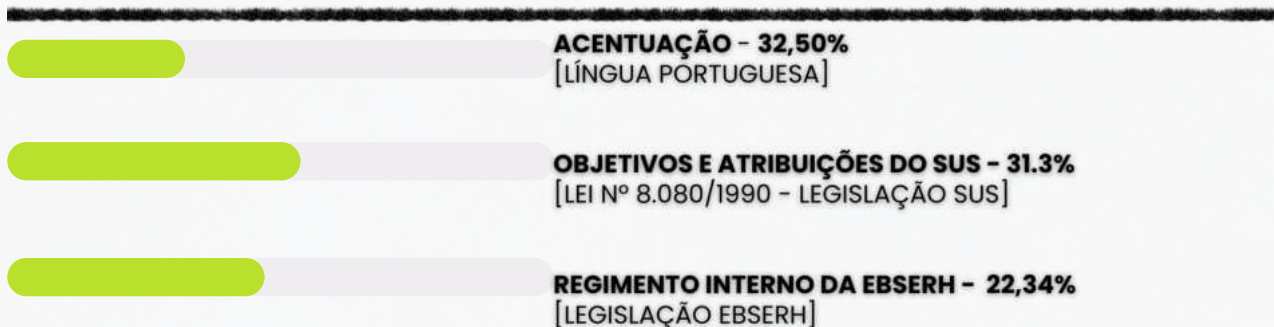 ACENTUAÇÃO - 32,50%
[LÍNGUA PORTUGUESA]
OBJETIVOS E ATRIBUIÇÕES DO SUS - 31.3%
[LEI Nº 8.080/1990 - LEGISLAÇÃO SUS]
REGIMENTO INTERNO DA EBSERH - 22,34%
[LEGISLAÇÃO EBSERH]